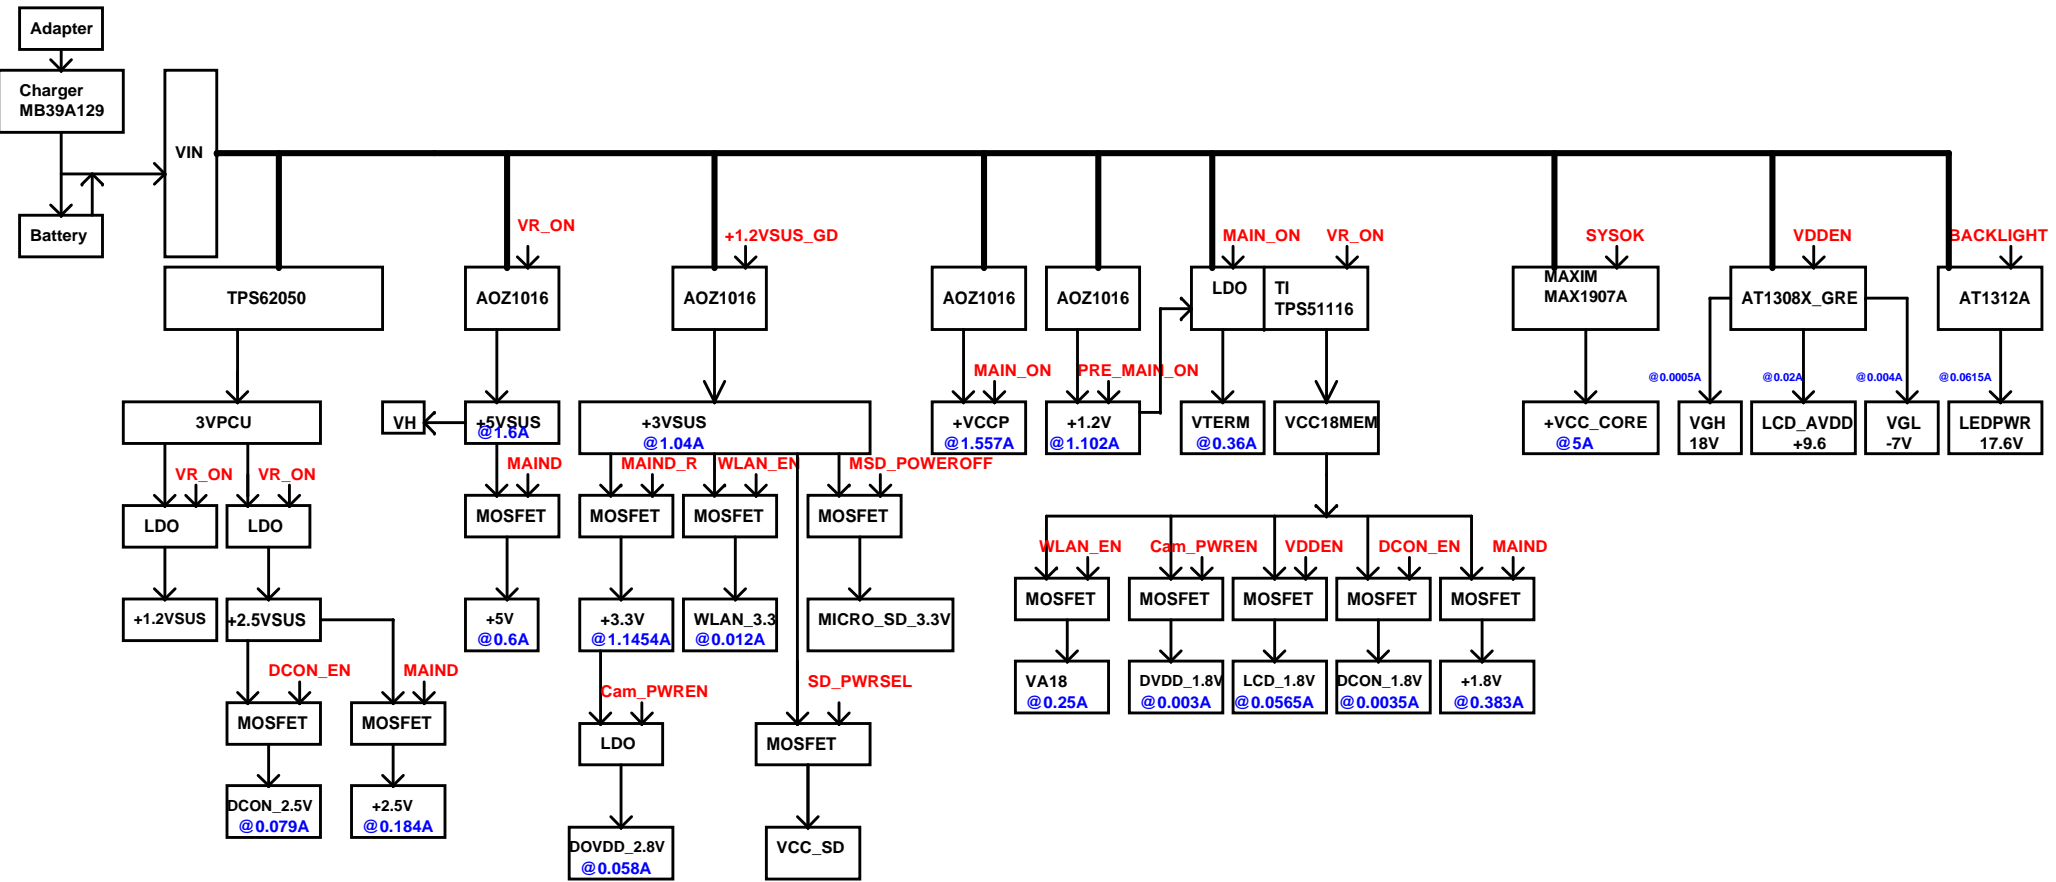 Adapter
Charger
MB39A129
VIN
Battery
VR_ON
+1.2VSUS_GD
MAIN_ON
VR_ON
SYSOK
VDDEN
BACKLIGHT
TPS62050
AOZ1016
AOZ1016
AOZ1016
AOZ1016
LDO
TI
TPS51116
MAXIM
MAX1907A
AT1308X_GRE
AT1312A
MAIN_ON
PRE_MAIN_ON
@0.0005A
@0.02A
@0.004A
@0.0615A
3VPCU
VH
+5VSUS
@1.6A
+3VSUS
@1.04A
+VCCP
@1.557A
+1.2V
@1.102A
VTERM
@0.36A
VCC18MEM
+VCC_CORE
@5A
VGH
18V
LCD_AVDD
+9.6
VGL
-7V
LEDPWR
17.6V
VR_ON
VR_ON
MAIND
MAIND_R
WLAN_EN
MSD_POWEROFF
LDO
LDO
MOSFET
MOSFET
MOSFET
MOSFET
WLAN_EN
Cam_PWREN
VDDEN
DCON_EN
MAIND
MOSFET
MOSFET
MOSFET
MOSFET
MOSFET
+1.2VSUS
+2.5VSUS
+5V
@0.6A
+3.3V
@1.1454A
WLAN_3.3
@0.012A
MICRO_SD_3.3V
DCON_EN
MAIND
Cam_PWREN
SD_PWRSEL
VA18
@0.25A
DVDD_1.8V
@0.003A
LCD_1.8V
@0.0565A
DCON_1.8V
@0.0035A
+1.8V
@0.383A
MOSFET
MOSFET
LDO
MOSFET
DCON_2.5V
@0.079A
+2.5V
@0.184A
DOVDD_2.8V
@0.058A
VCC_SD